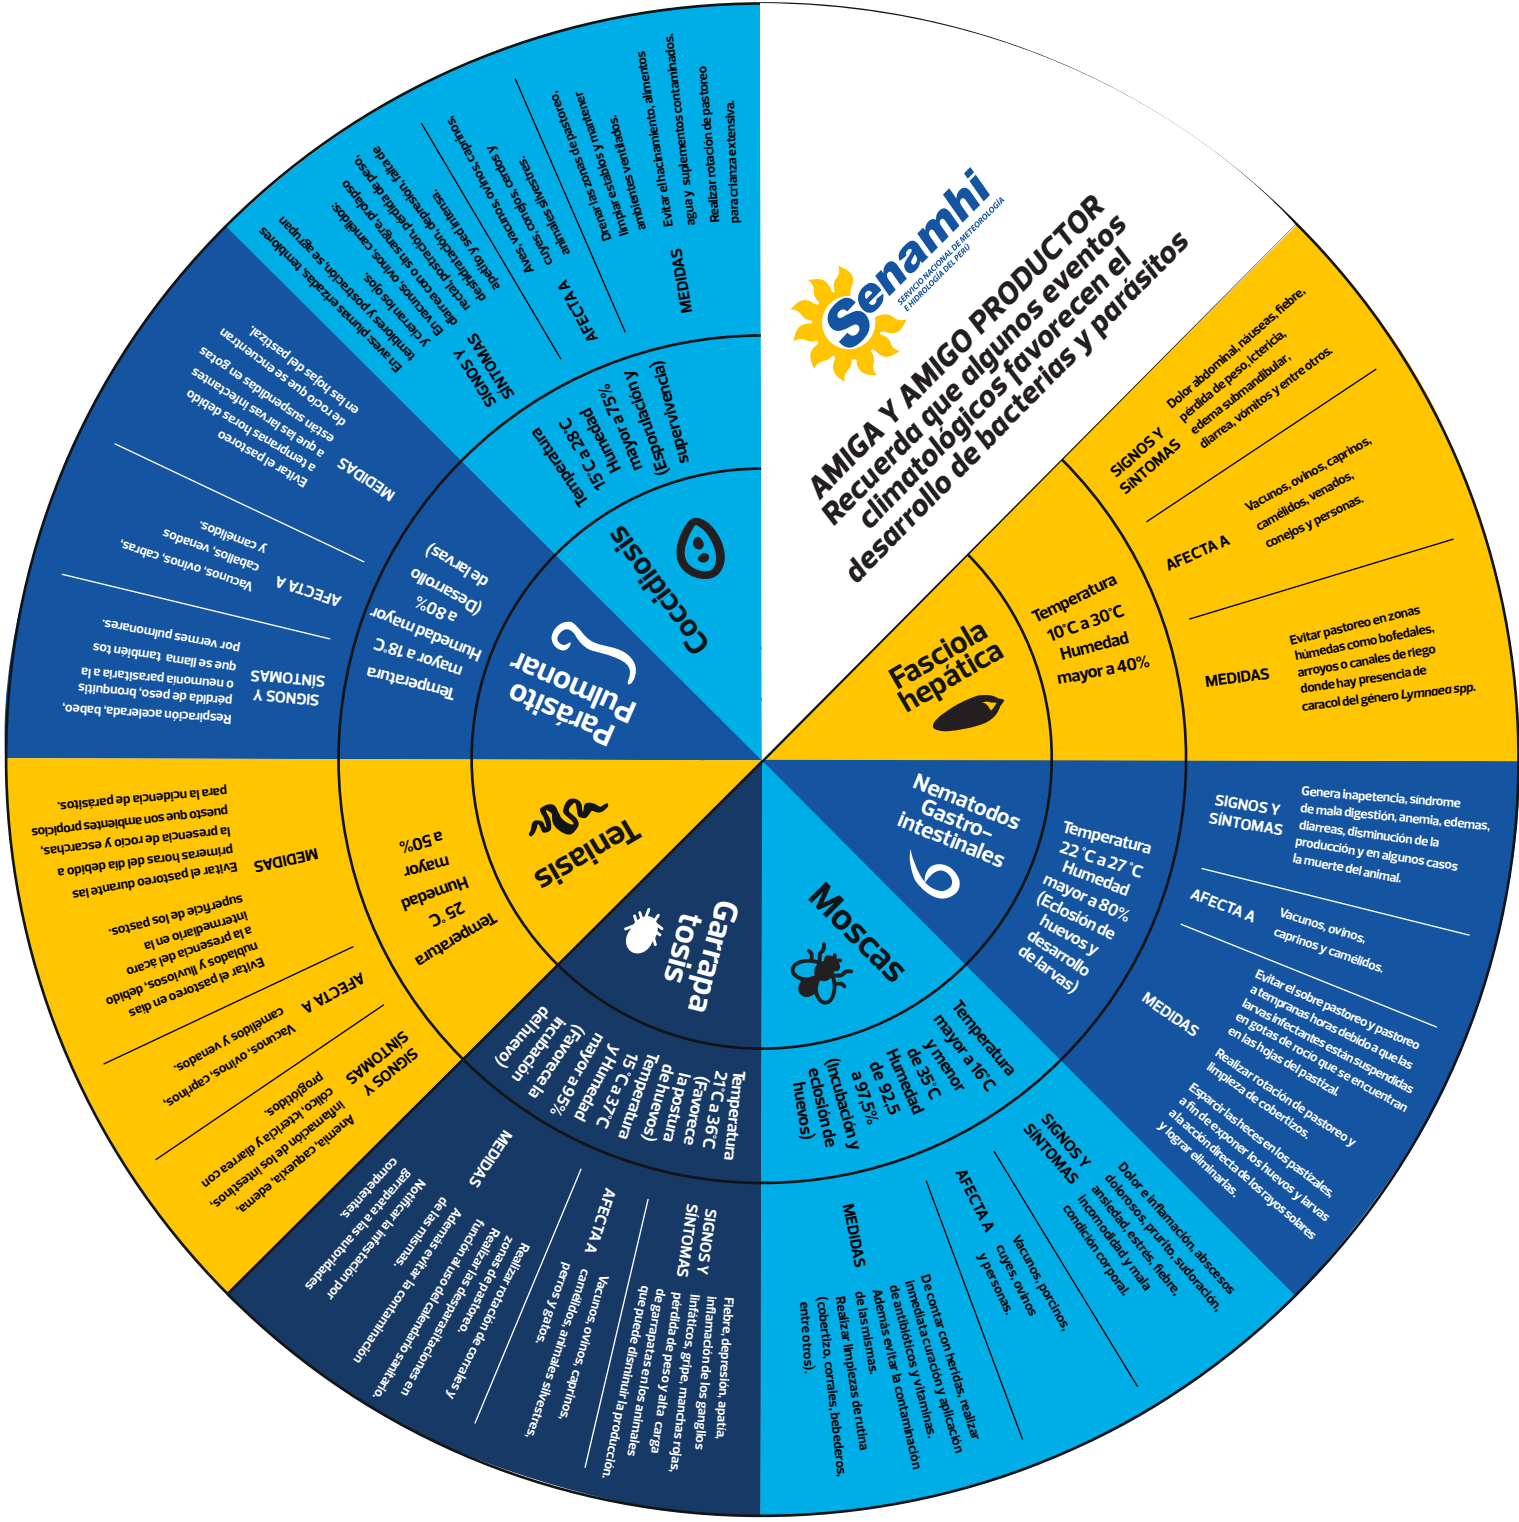 Senamhi
SERVICIO NACIONAL DE METEOROLOGÍA
E HIDROLOGÍA DEL PERÚ
AMIGA Y AMIGO PRODUCTOR
Recuerda que algunos eventos
climatológicos favorecen el
desarrollo de bacterias y parásitos
Fasciola
hepática
Temperatura
10°C a 30°C
Humedad
mayor a 40%
SIGNOS Y
SÍNTOMAS
Dolor abdominal, náuseas, fiebre,
pérdida de peso, ictericia,
edema submandibular,
diarrea, vómitos y entre otros.
AFECTA A
Vacunos, ovinos, caprinos,
camélidos, venados,
conejos y personas.
MEDIDAS
Evitar pastoreo en zonas
húmedas como bofedales,
arroyos o canales de riego
donde hay presencia de
caracol del género Lymnaea spp.
Nematodos
Gastro-
intestinales
Temperatura
22 °C a 27 °C
Humedad
mayor a 80%
(Eclosión de
huevos y
desarrollo
de larvas)
SIGNOS Y
SÍNTOMAS
Genera inapetencia, síndrome
de mala digestión, anemia, edemas,
diarreas, disminución de la
producción y en algunos casos
la muerte del animal.
AFECTA A
Vacunos, ovinos,
caprinos y camélidos.
MEDIDAS
Evitar el sobre pastoreo y pastoreo
a tempranas horas debido a que las
larvas infectantes están suspendidas
en gotas de rocío que se encuentran
en las hojas del pastizal.
Realizar rotación de pastoreo y
limpieza de cobertizos.
Esparcir las heces en los pastizales,
a fin de exponer los huevos y larvas
a la acción directa de los rayos solares
y lograr eliminarlas.
Moscas
Temperatura
mayor a 16°C
y menor
de 35°C
Humedad
de 92,5
a 97,5%
(Incubación y
eclosión de
huevos)
SIGNOS Y
SÍNTOMAS
Dolor e inflamación, abscesos
dolorosos, prurito, sudoración,
ansiedad, estrés, fiebre,
incomodidad y mala
condición corporal.
AFECTA A
Vacunos, porcinos,
cuyes, ovinos
y personas.
MEDIDAS
De contar con heridas, realizar
inmediata curación y aplicación
de antibióticos y vitaminas.
Además evitar la contaminación
de las mismas.
Realizar limpiezas de rutina
(cobertizo, corrales, bebederos,
entre otros).
Garrapa
tosis
Temperatura
21°C a 36°C
(Favorece
la postura
de huevos)
Temperatura
15°C a 37°C
y Humedad
mayor a 95%
(Favorece la
incubación
del huevo)
SIGNOS Y
SÍNTOMAS
Fiebre, depresión, apatía,
inflamación de los ganglios
linfáticos, gripe, manchas rojas,
pérdida de peso y alta carga
de garrapatas en los animales
que puede disminuir la producción.
AFECTA A
Vacunos, ovinos, caprinos,
camélidos, animales silvestres,
perros y gatos.
MEDIDAS
Realizar rotación de corrales y
zonas de pastoreo.
Realizar las desparasitaciones en
función al uso del calendario sanitario.
Además evitar la contaminación
de las mismas.
Notificar la infestación por
garrapata a las autoridades
competentes.
Teniasis
Temperatura
25°C
Humedad
mayor
a 50%
SIGNOS Y
SÍNTOMAS
Anemia, caquexia, edema,
inflamación de los intestinos,
cólico, ictericia y diarrea con
proglótidos.
AFECTA A
Vacunos, ovinos, caprinos,
camélidos y venados.
MEDIDAS
Evitar el pastoreo en días
nublados y lluviosos, debido
a la presencia del ácaro
intermediario en la
superficie de los pastos.
Evitar el pastoreo durante las
primeras horas del día debido a
la presencia de rocío y escarchas,
puesto que son ambientes propicios
para la ncidencia de parásitos.
Parásito
Pulmonar
Temperatura
mayor a 18°C
Humedad mayor
a 80%
(Desarrollo
de larvas)
SIGNOS Y
SÍNTOMAS
Respiración acelerada, babeo,
pérdida de peso, bronquitis
o neumonía parasitaria a la
que se llama también tos
por vermes pulmonares.
AFECTA A
Vacunos, ovinos, cabras,
caballos, venados
y camélidos.
MEDIDAS
Evitar el pastoreo
a tempranas horas debido
a que las larvas infectantes
están suspendidas en gotas
de rocío que se encuentran
en las hojas del pastizal.
Coccidiosis
Temperatura
15°C a 28°C
Humedad
mayor a 75%
(Esporulación y
supervivencia)
SIGNOS Y
SÍNTOMAS
En aves: plumas erizadas, temblores
temblores y postración, se agrupan
y cierran los ojos.
En vacunos, ovinos, camélidos:
diarrea con o sin sangre, prolapso
rectal, postración, pérdida de peso,
deshidratación, depresión, falta de
apetito y sed intensa.
AFECTA A
Aves, vacunos, ovinos, caprinos,
cuyes, conejos, cerdos y
animales silvestres.
MEDIDAS
Drenar las zonas de pastoreo,
limpiar establos y mantener
ambientes ventilados.
Evitar el hacinamiento, alimentos
agua y suplementos contaminados.
Realizar rotación de pastoreo
para crianza extensiva.